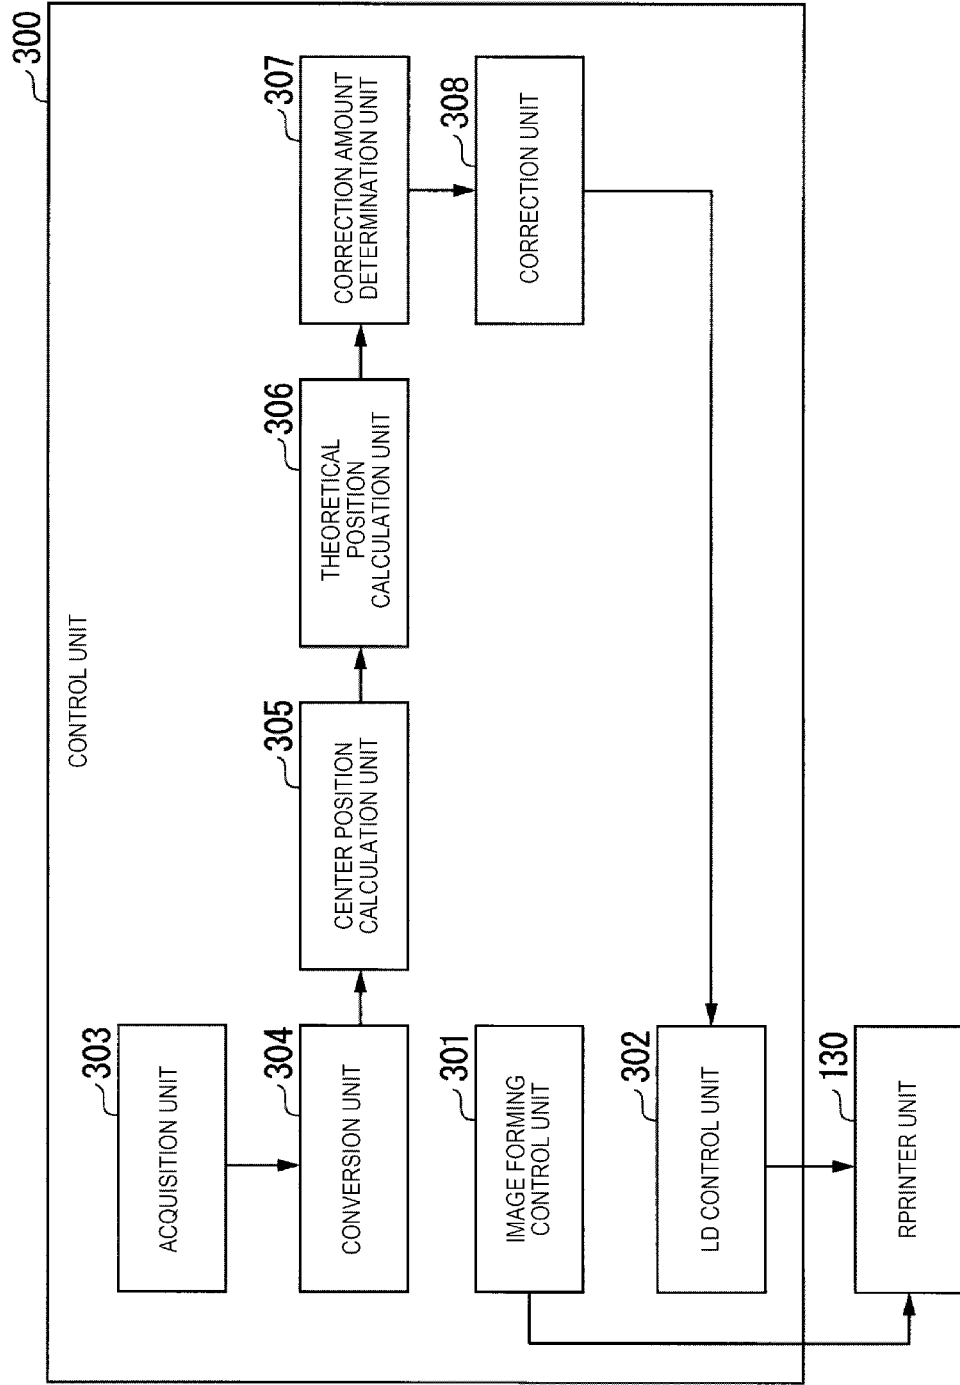 300
CONTROL UNIT
303
ACQUISITION UNIT
304
CONVERSION UNIT
305
CENTER POSITION
CALCULATION UNIT
306
THEORETICAL
POSITION
CALCULATION UNIT
307
CORRECTION AMOUNT
DETERMINATION UNIT
301
IMAGE FORMING
CONTROL UNIT
308
CORRECTION UNIT
302
LD CONTROL UNIT
130
RPRINTER UNIT